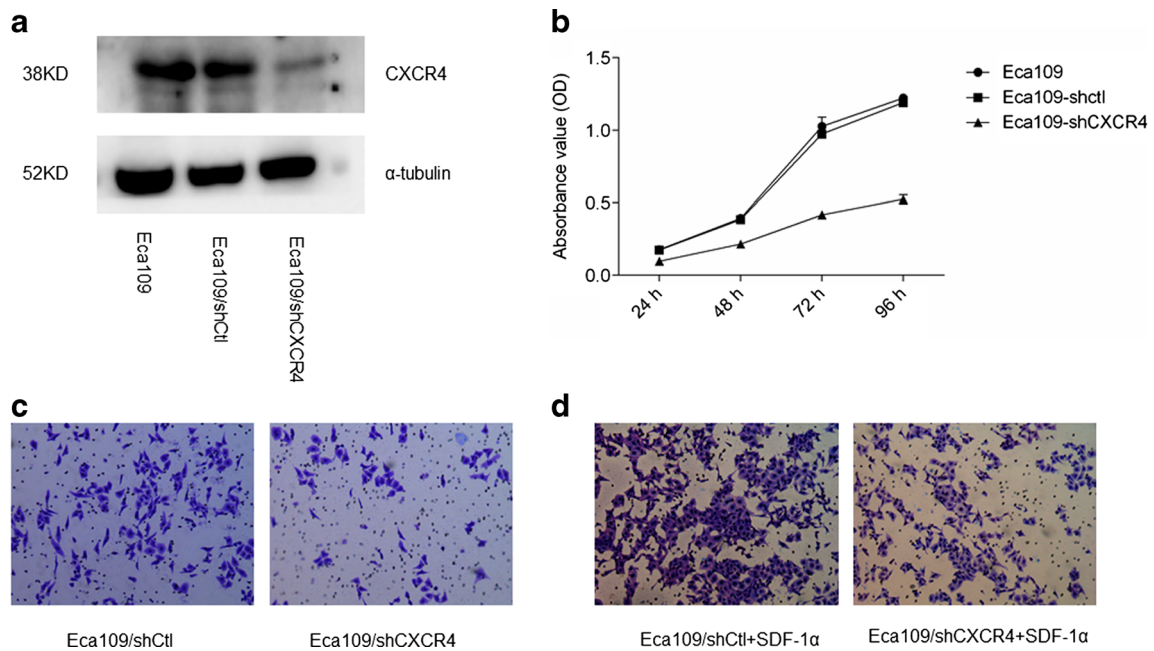 a
38KD
CXCR4
52KD
α-tubulin
Eca109
Eca109/shCtl
Eca109/shCXCR4
b
Absorbance value (OD)
1.5
1.0
0.5
0.0
24 h
48 h
72 h
96 h
Eca109
Eca109-shctl
Eca109-shCXCR4
c
Eca109/shCtl
Eca109/shCXCR4
d
Eca109/shCtl+SDF-1α
Eca109/shCXCR4+SDF-1α